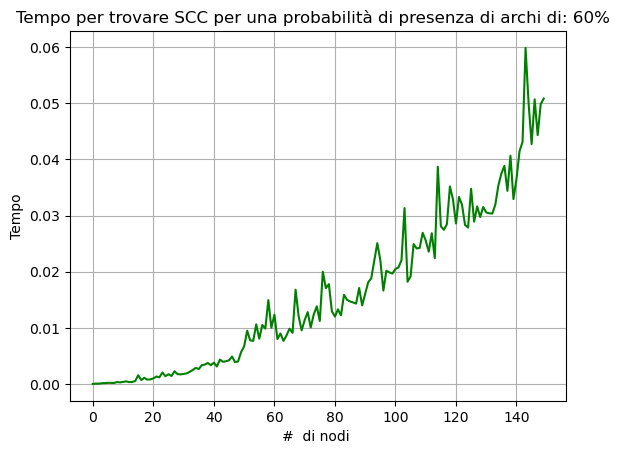 Tempo per trovare SCC per una probabilità di presenza di archi di: 60%
0.06
0.05
0.04
0.03
0.02
0.01
0.00
Tempo
0 20 40 60 80 100 120 140
#  di nodi